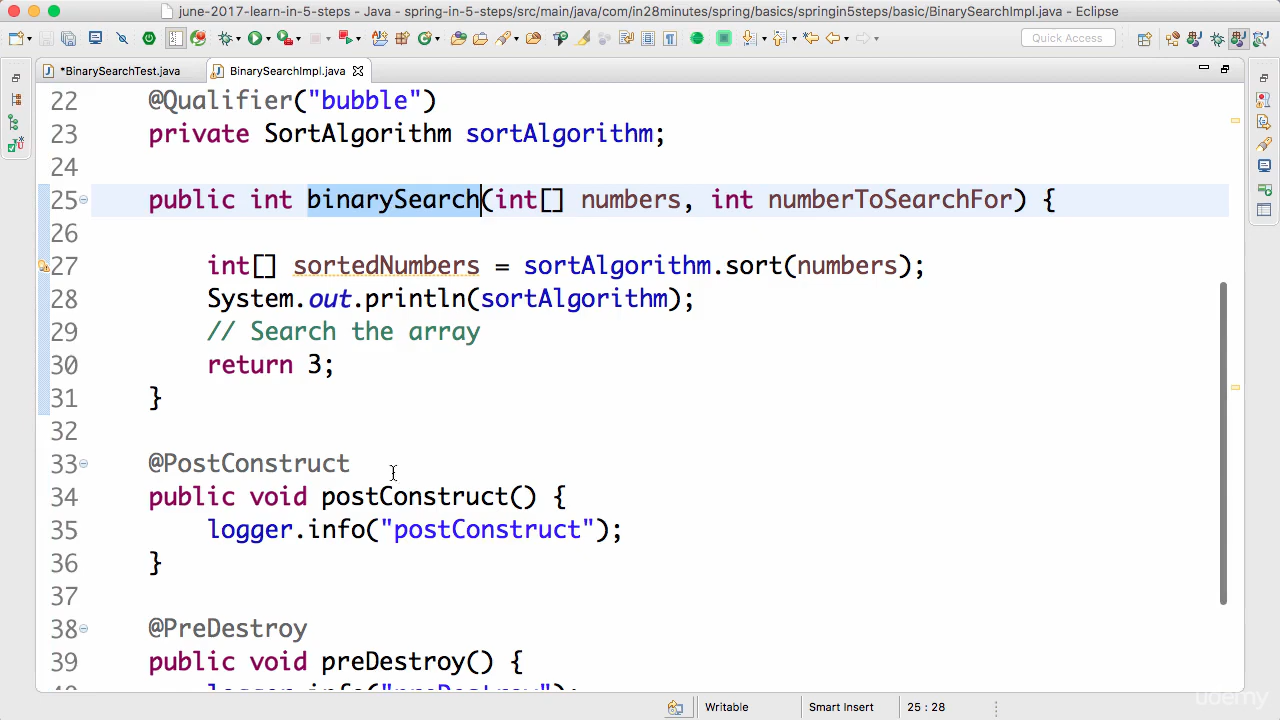 june-2017-learn-in-5-steps - Java - spring-in-5-steps/src/main/java/com/in28minutes/spring/basics/springin5steps/basic/BinarySearchImpl.java - Eclipse
Quick Access
*BinarySearchTest.java
BinarySearchImpl.java
22 @Qualifier("bubble")
23 private SortAlgorithm sortAlgorithm;
24
25 public int binarySearch(int[] numbers, int numberToSearchFor) {
26
27 int[] sortedNumbers = sortAlgorithm.sort(numbers);
28 System.out.println(sortAlgorithm);
29 // Search the array
30 return 3;
31 }
32
33 @PostConstruct
34 public void postConstruct() {
35 logger.info("postConstruct");
36 }
37
38 @PreDestroy
39 public void preDestroy() {
40 logger.info("preDestroy");
Writable
Smart Insert
25 : 28
udemy